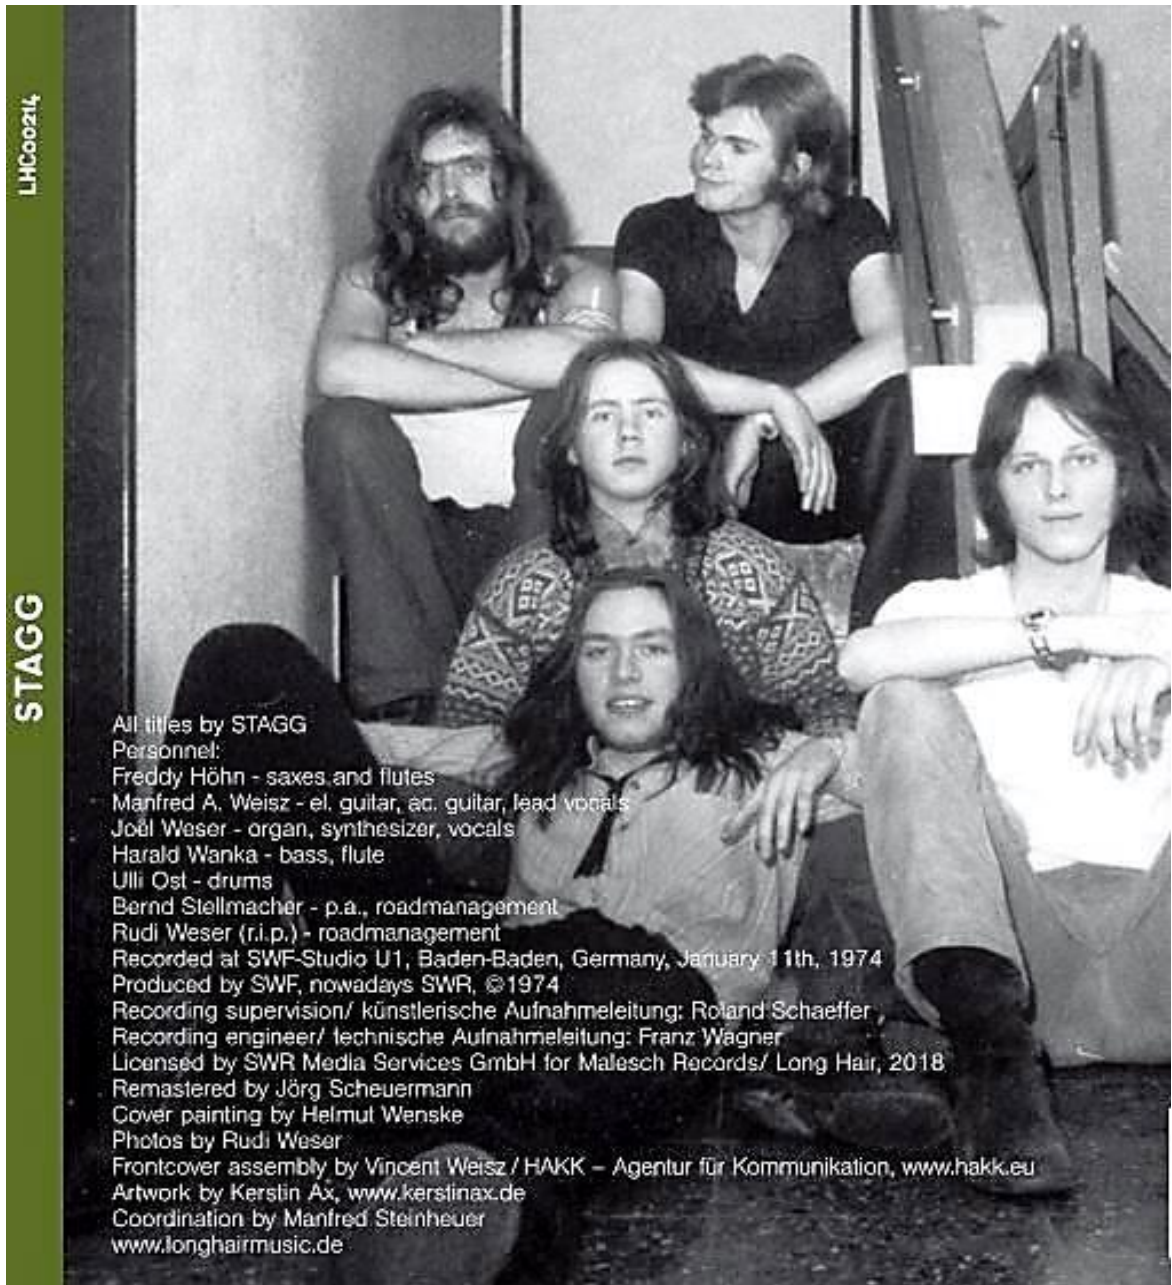 LHC00214
STAGG
All titles by STAGG
Personnel:
Freddy Höhn - saxes and flutes
Manfred A. Weisz - el. guitar, ac. guitar, lead vocals
Joël Weser - organ, synthesizer, vocals
Harald Wanka - bass, flute
Ulli Ost - drums
Bernd Stellmacher - p.a., roadmanagement
Rudi Weser (r.i.p.) - roadmanagement
Recorded at SWF-Studio U1, Baden-Baden, Germany, January 11th, 1974
Produced by SWF, nowadays SWR, ©1974
Recording supervision/ künstlerische Aufnahmeleitung: Roland Schaeffer
Recording engineer/ technische Aufnahmeleitung: Franz Wagner
Licensed by SWR Media Services GmbH for Malesch Records/ Long Hair, 2018
Remastered by Jörg Scheuermann
Cover painting by Helmut Wenske
Photos by Rudi Weser
Frontcover assembly by Vincent Weisz / HAKK – Agentur für Kommunikation, www.hakk.eu
Artwork by Kerstin Ax, www.kerstinax.de
Coordination by Manfred Steinheuer
www.longhairmusic.de